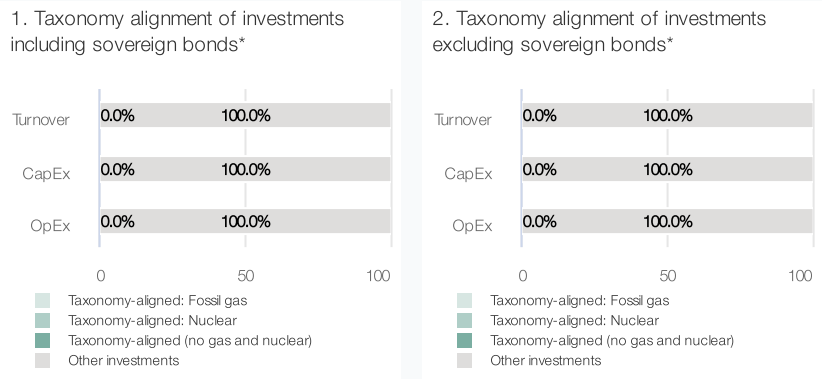 1. Taxonomy alignment of investments
including sovereign bonds*
Turnover 0.0% 100.0%
CapEx 0.0% 100.0%
OpEx 0.0% 100.0%
0 50 100
Taxonomy-aligned: Fossil gas
Taxonomy-aligned: Nuclear
Taxonomy-aligned (no gas and nuclear)
Other investments
2. Taxonomy alignment of investments
excluding sovereign bonds*
Turnover 0.0% 100.0%
CapEx 0.0% 100.0%
OpEx 0.0% 100.0%
0 50 100
Taxonomy-aligned: Fossil gas
Taxonomy-aligned: Nuclear
Taxonomy-aligned (no gas and nuclear)
Other investments